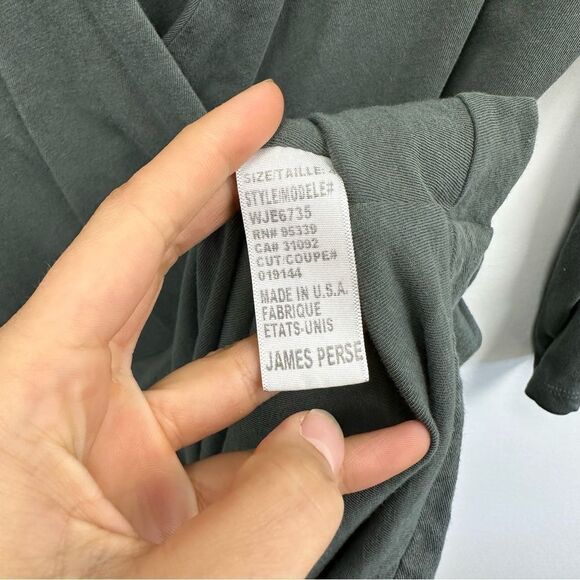 SIZE/TAILLE:
STYLE/MODELE#
WJE6735
RN# 95339
CA# 31092
CUT/COUPE#
019144
MADE IN U.S.A.
FABRIQUE
ETATS-UNIS
JAMES PERSE